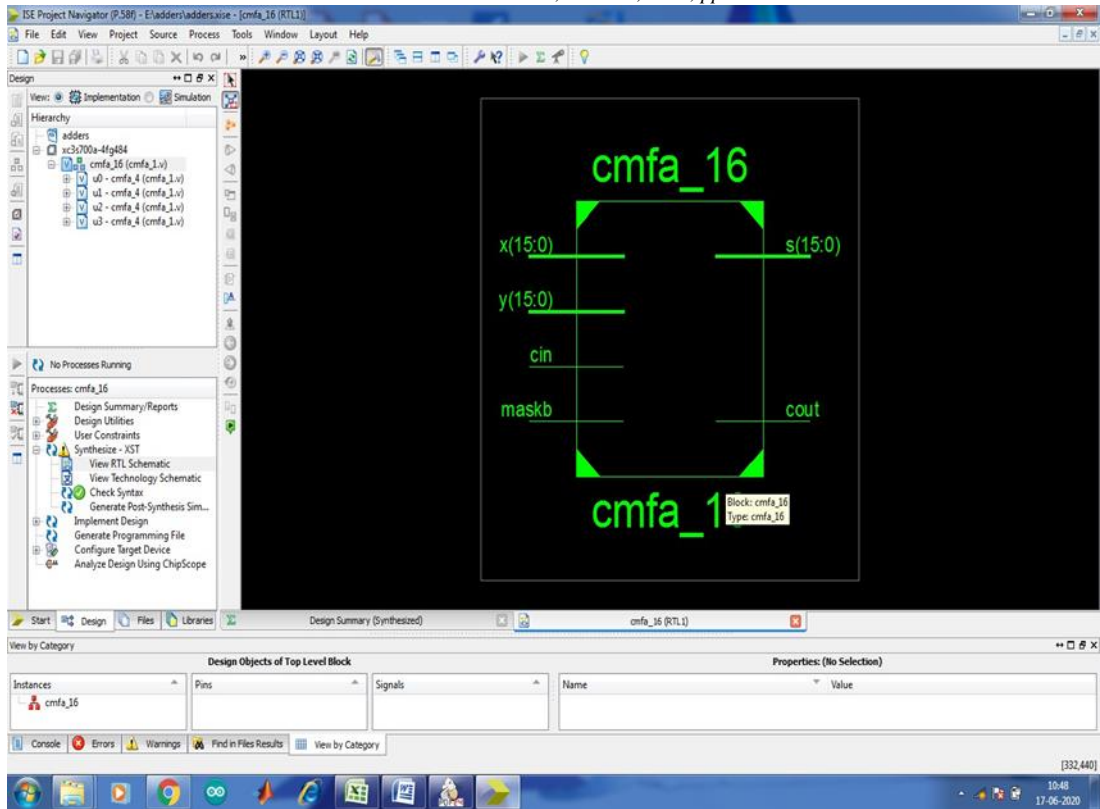 ISE Project Navigator (P.58f) - E:\adders\adders.xise - [cmfa_16 (RTL1)]
File Edit View Project Source Process Tools Window Layout Help
Design
View: Implementation Simulation
Hierarchy
adders
xc3s700a-4fg484
cmfa_16 (cmfa_1.v)
u0 - cmfa_4 (cmfa_1.v)
u1 - cmfa_4 (cmfa_1.v)
u2 - cmfa_4 (cmfa_1.v)
u3 - cmfa_4 (cmfa_1.v)
No Processes Running
Processes: cmfa_16
Design Summary/Reports
Design Utilities
User Constraints
Synthesize - XST
View RTL Schematic
View Technology Schematic
Check Syntax
Generate Post-Synthesis Sim...
Implement Design
Generate Programming File
Configure Target Device
Analyze Design Using ChipScope
cmfa_16
x(15:0)
s(15:0)
y(15:0)
cin
maskb
cout
cmfa_1
Block: cmfa_16
Type: cmfa_16
Start Design Files Libraries
Design Summary (Synthesized)
cmfa_16 (RTL1)
View by Category
Design Objects of Top Level Block
Properties: (No Selection)
Instances Pins Signals Name Value
cmfa_16
Console Errors Warnings Find in Files Results View by Category
[332,440]
10:48
17-06-2020